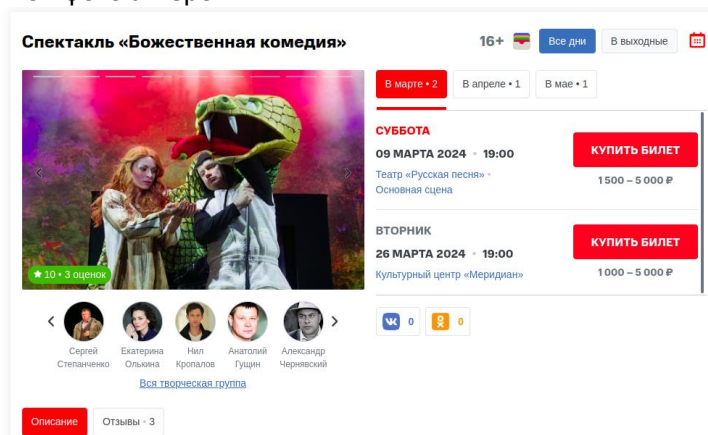 Спектакль «Божественная комедия»
16+
Все дни
В выходные
В марте • 2
В апреле • 1
В мае • 1
СУББОТА
09 МАРТА 2024 • 19:00
Театр «Русская песня» •
Основная сцена
КУПИТЬ БИЛЕТ
1 500 – 5 000 ₽
ВТОРНИК
26 МАРТА 2024 • 19:00
Культурный центр «Меридиан»
КУПИТЬ БИЛЕТ
1 000 – 5 000 ₽
0
0
10 • 3 оценок
Сергей
Степанченко
Екатерина
Олькина
Нил
Кропалов
Анатолий
Гущин
Александр
Чернявский
Вся творческая группа
Описание
Отзывы • 3